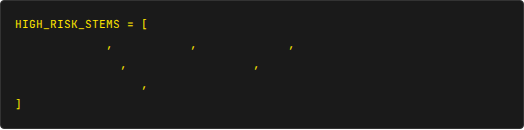 HIGH_RISK_STEMS = [
, , ,
, ,
,
]